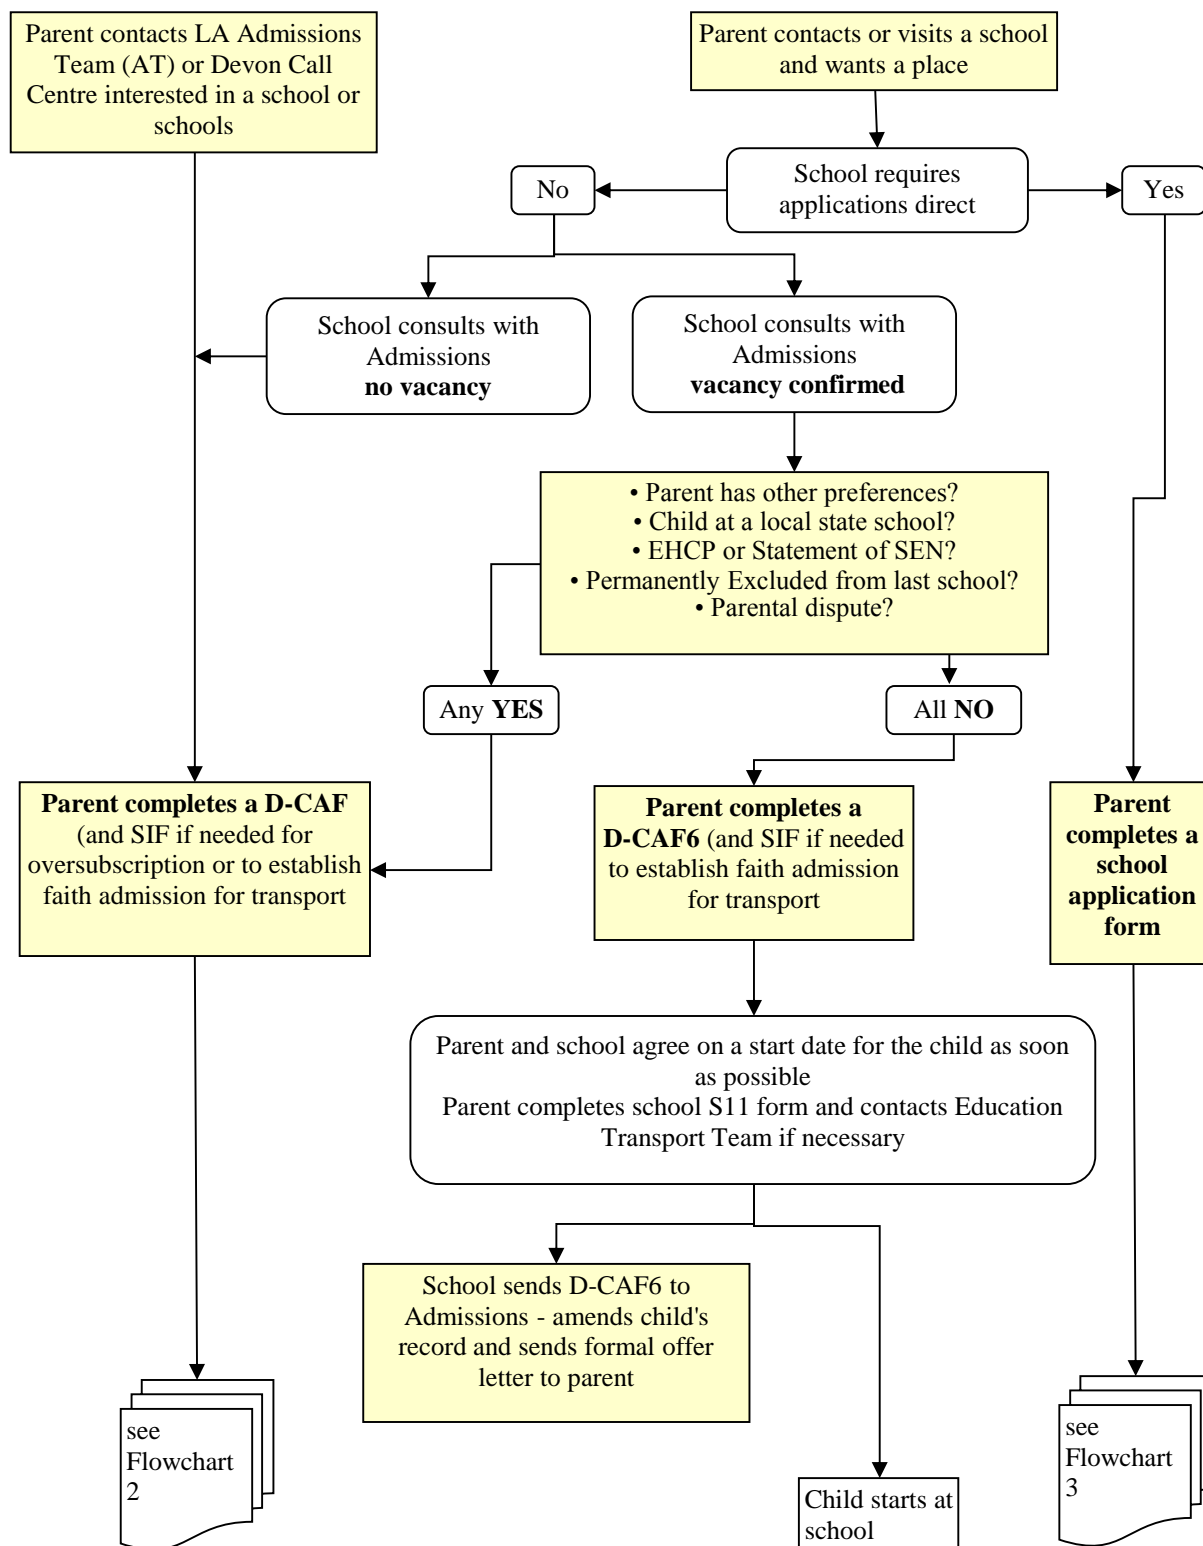 Parent contacts LA Admissions
Team (AT) or Devon Call
Centre interested in a school or
schools
Parent contacts or visits a school
and wants a place
School requires
applications direct
No
Yes
School consults with
Admissions
no vacancy
School consults with
Admissions
vacancy confirmed
• Parent has other preferences?
• Child at a local state school?
• EHCP or Statement of SEN?
• Permanently Excluded from last school?
• Parental dispute?
Any YES
All NO
Parent completes a D-CAF
(and SIF if needed for
oversubscription or to establish
faith admission for transport
Parent completes a
D-CAF6 (and SIF if needed
to establish faith admission
for transport
Parent
completes a
school
application
form
Parent and school agree on a start date for the child as soon
as possible
Parent completes school S11 form and contacts Education
Transport Team if necessary
School sends D-CAF6 to
Admissions - amends child's
record and sends formal offer
letter to parent
see
Flowchart
2
Child starts at
school
see
Flowchart
3